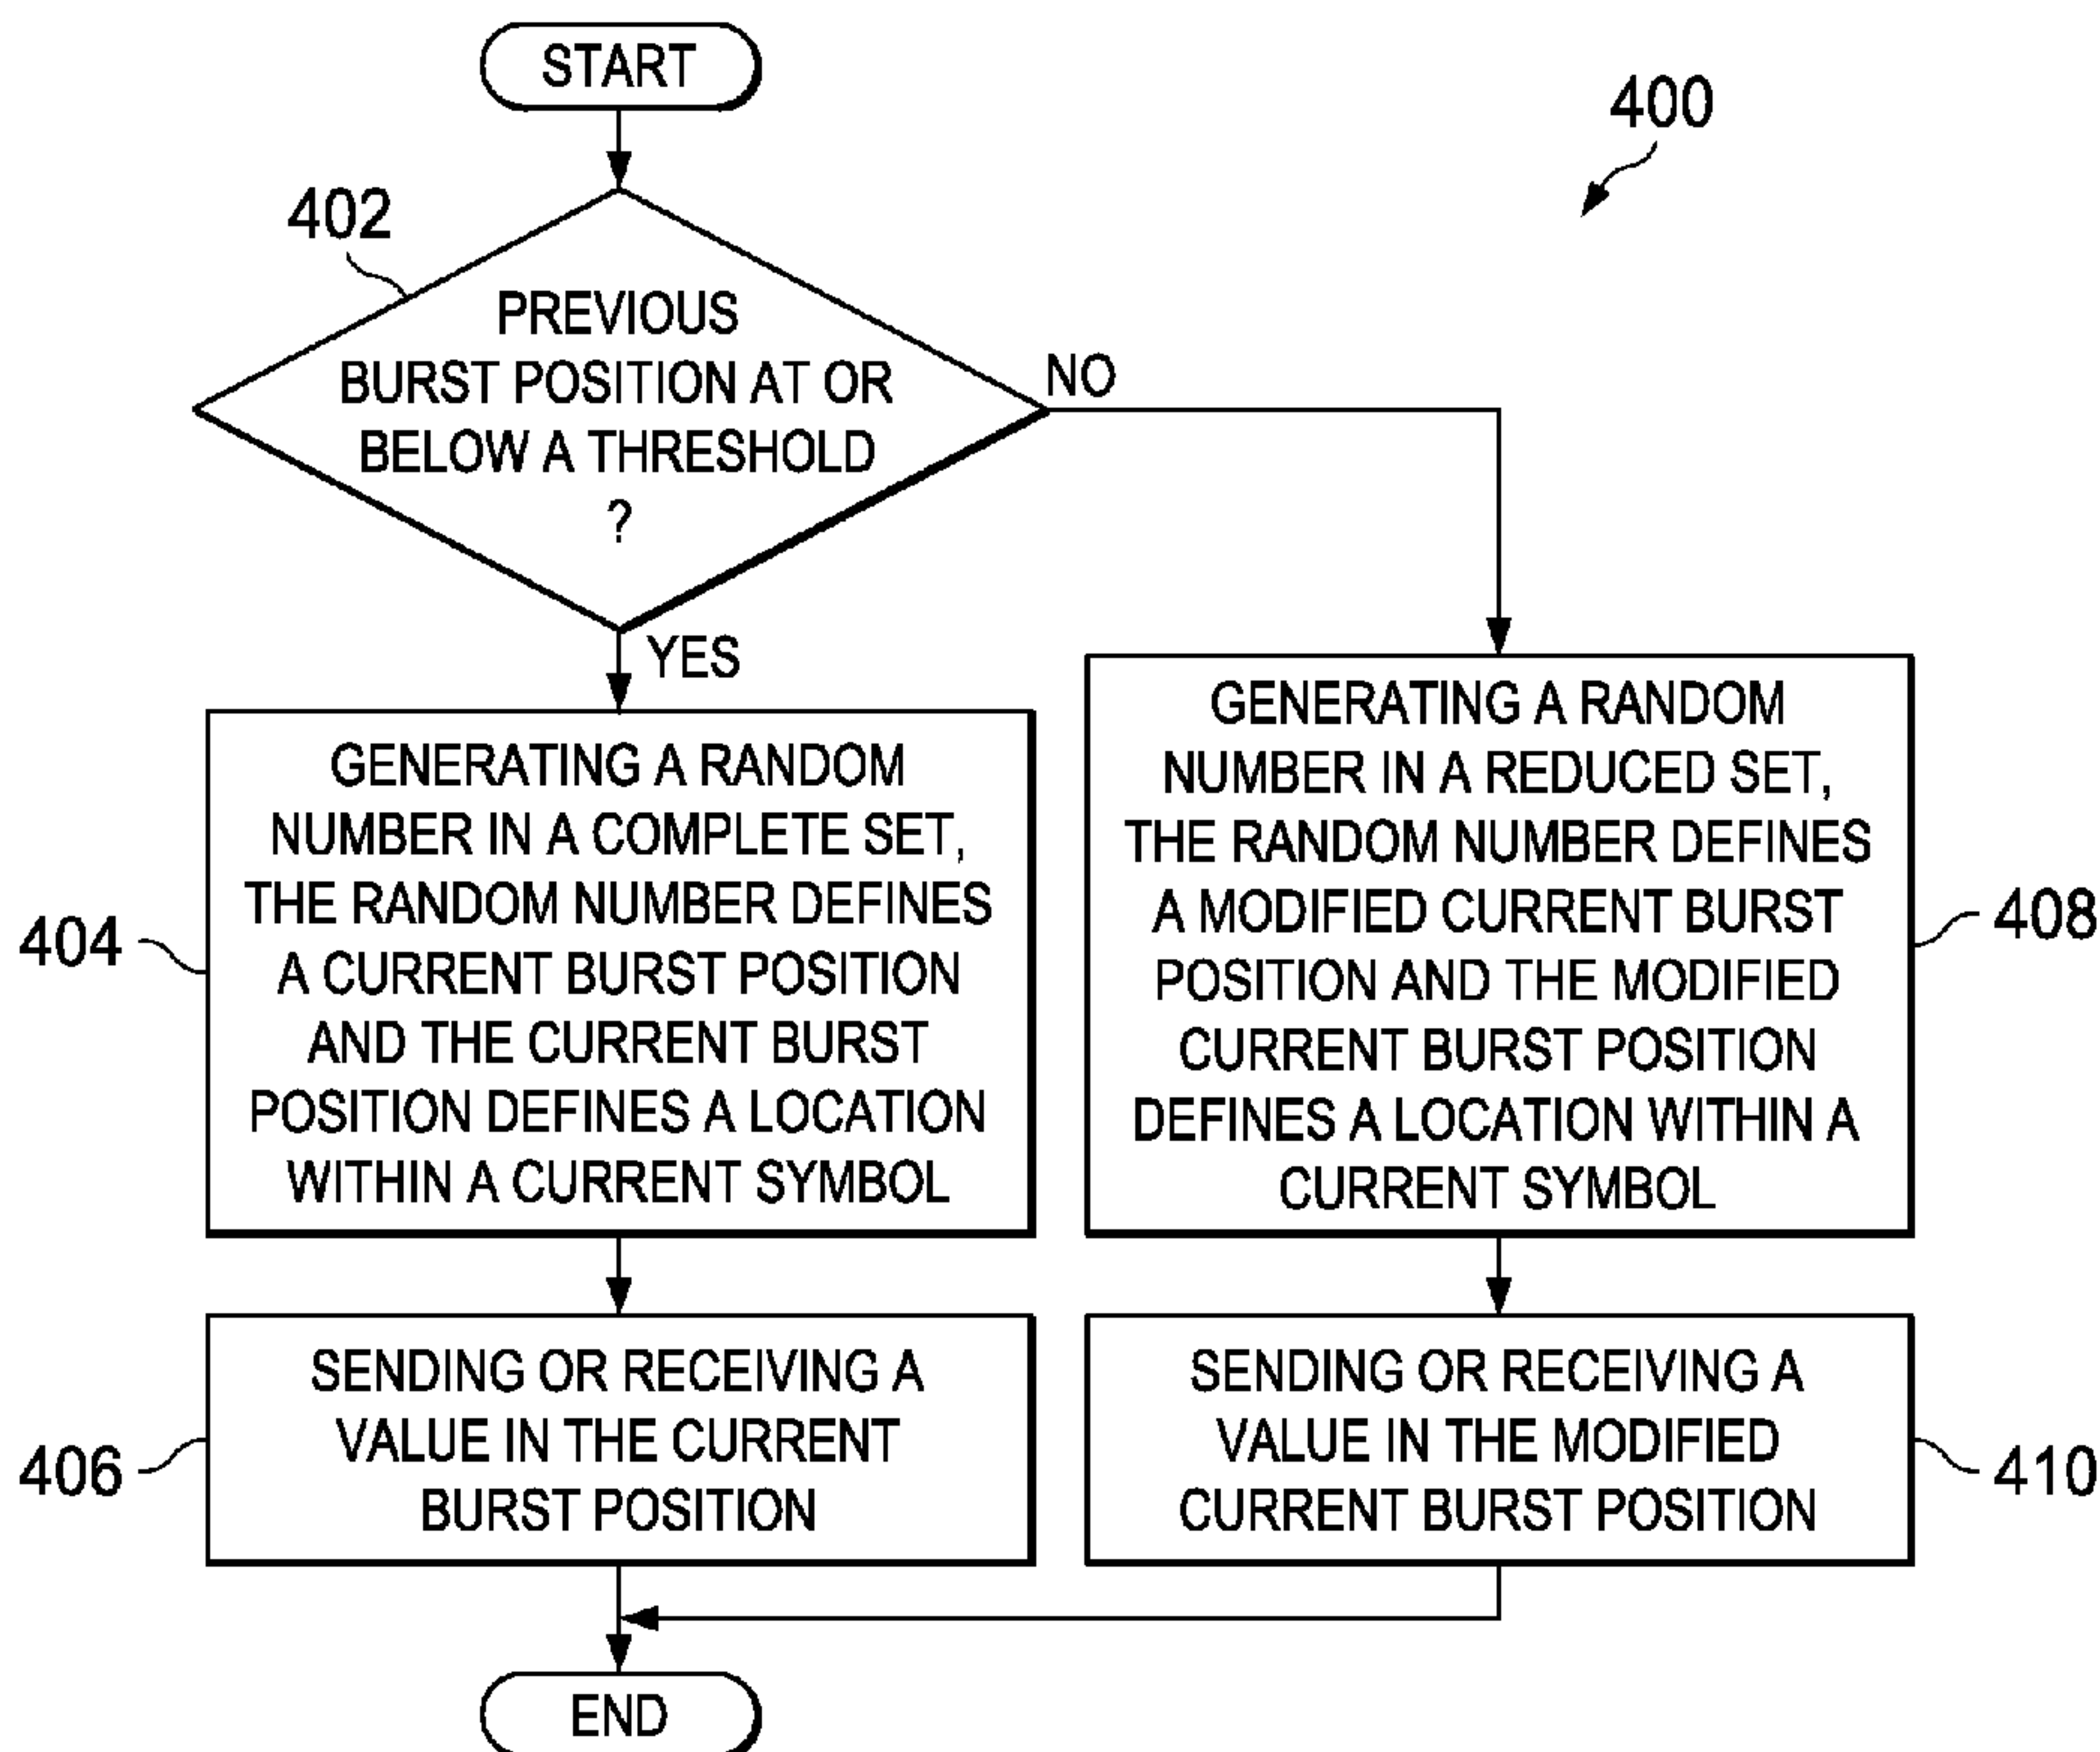 START
400
402
PREVIOUS
BURST POSITION AT OR
BELOW A THRESHOLD
?
NO
YES
404
GENERATING A RANDOM
NUMBER IN A COMPLETE SET,
THE RANDOM NUMBER DEFINES
A CURRENT BURST POSITION
AND THE CURRENT BURST
POSITION DEFINES A LOCATION
WITHIN A CURRENT SYMBOL
GENERATING A RANDOM
NUMBER IN A REDUCED SET,
THE RANDOM NUMBER DEFINES
A MODIFIED CURRENT BURST
POSITION AND THE MODIFIED
CURRENT BURST POSITION
DEFINES A LOCATION WITHIN A
CURRENT SYMBOL
408
406
SENDING OR RECEIVING A
VALUE IN THE CURRENT
BURST POSITION
SENDING OR RECEIVING A
VALUE IN THE MODIFIED
CURRENT BURST POSITION
410
END